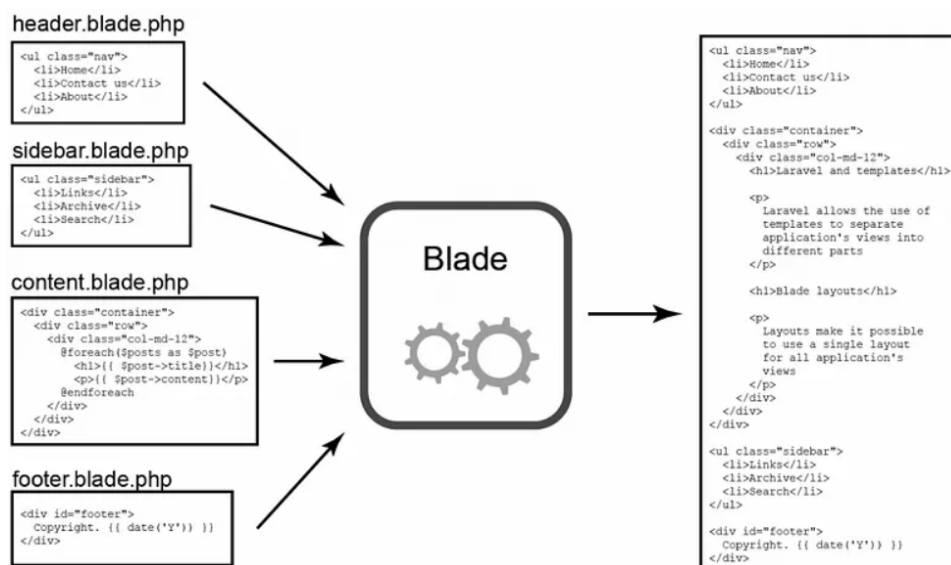 header.blade.php
<ul class="nav">
<li>Home</li>
<li>Contact us</li>
<li>About</li>
</ul>
sidebar.blade.php
<ul class="sidebar">
<li>Links</li>
<li>Archive</li>
<li>Search</li>
</ul>
content.blade.php
<div class="container">
<div class="row">
<div class="col-md-12">
@foreach($posts as $post)
<h1>{{ $post->title}}</h1>
<p>{{ $post->content}}</p>
@endforeach
</div>
</div>
</div>
footer.blade.php
<div id="footer">
Copyright. {{ date('Y')) }}
</div>
Blade
<ul class="nav">
<li>Home</li>
<li>Contact us</li>
<li>About</li>
</ul>
<div class="container">
<div class="row">
<div class="col-md-12">
<h1>Laravel and templates</h1>
<p>
Laravel allows the use of
templates to separate
application's views into
different parts
</p>
<h1>Blade layouts</h1>
<p>
Layouts make it possible
to use a single layout
for all application's
views
</p>
</div>
</div>
</div>
<ul class="sidebar">
<li>Links</li>
<li>Archive</li>
<li>Search</li>
</ul>
<div id="footer">
Copyright. {{ date('Y')) }}
</div>